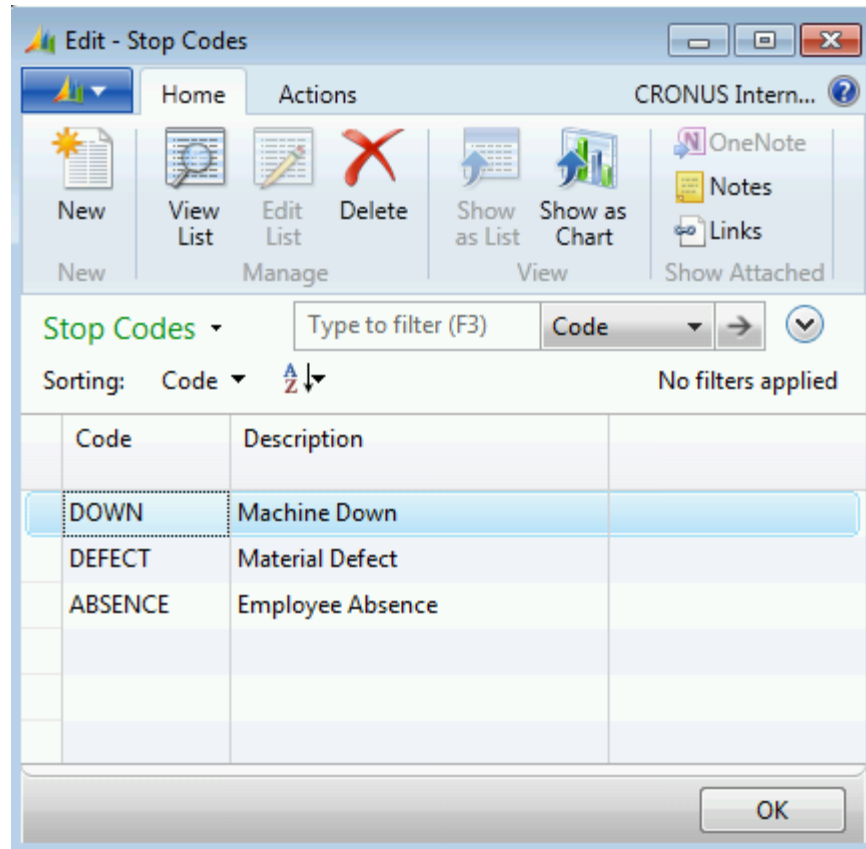 Edit - Stop Codes
Home Actions CRONUS Intern...
New
View List
Edit List
Delete
Show as List
Show as Chart
OneNote
Notes
Links
New Manage View Show Attached
Stop Codes Type to filter (F3) Code
Sorting: Code No filters applied
Code Description
DOWN Machine Down
DEFECT Material Defect
ABSENCE Employee Absence
OK